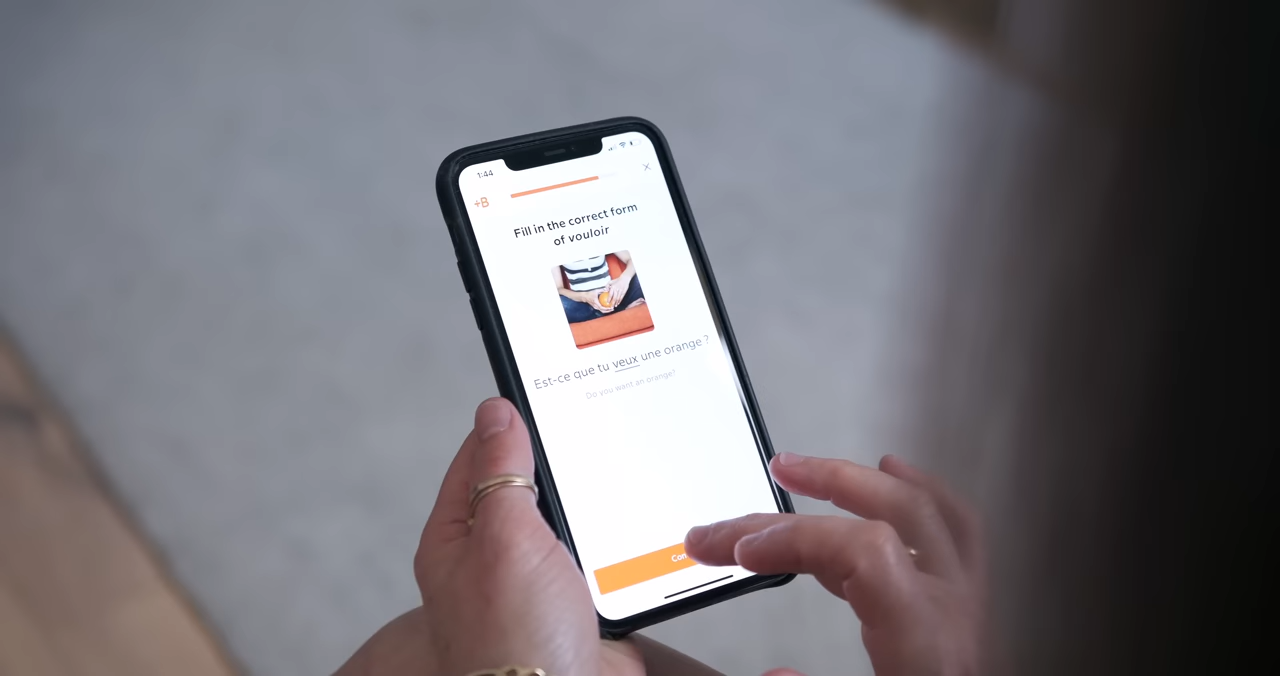 1:44
+B
Fill in the correct form
of vouloir
Est-ce que tu veux une orange ?
Do you want an orange?